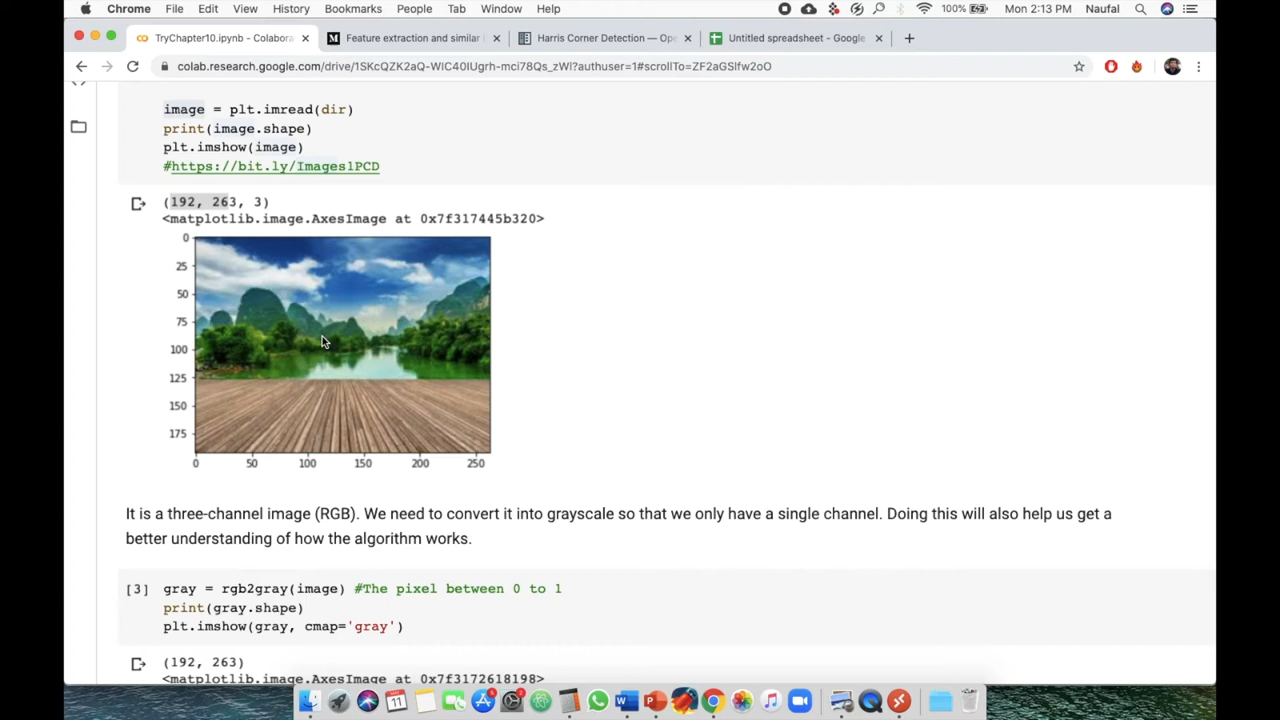 Chrome File Edit View History Bookmarks People Tab Window Help 100% Mon 2:13 PM Naufal
TryChapter10.ipynb - Colabora × Feature extraction and similar × Harris Corner Detection — Ope × Untitled spreadsheet - Google ×
colab.research.google.com/drive/1SKcQZK2aQ-WIC40IUgrh-mci78Qs_zWl?authuser=1#scrollTo=ZF2aGSlfw2oO
image = plt.imread(dir)
print(image.shape)
plt.imshow(image)
#https://bit.ly/Images1PCD
(192, 263, 3)
<matplotlib.image.AxesImage at 0x7f317445b320>
0
25
50
75
100
125
150
175
0 50 100 150 200 250
It is a three-channel image (RGB). We need to convert it into grayscale so that we only have a single channel. Doing this will also help us get a
better understanding of how the algorithm works.
[3] gray = rgb2gray(image) #The pixel between 0 to 1
print(gray.shape)
plt.imshow(gray, cmap='gray')
(192, 263)
<matplotlib.image.AxesImage at 0x7f3172618198>
11